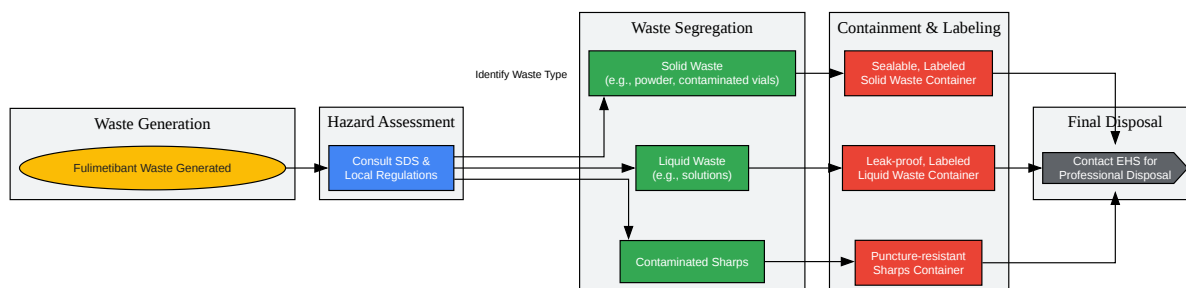 Waste Generation
Fulimetibant Waste Generated
Hazard Assessment
Consult SDS &
Local Regulations
Identify Waste Type
Waste Segregation
Solid Waste
(e.g., powder, contaminated vials)
Liquid Waste
(e.g., solutions)
Contaminated Sharps
Containment & Labeling
Sealable, Labeled
Solid Waste Container
Leak-proof, Labeled
Liquid Waste Container
Puncture-resistant
Sharps Container
Final Disposal
Contact EHS for
Professional Disposal